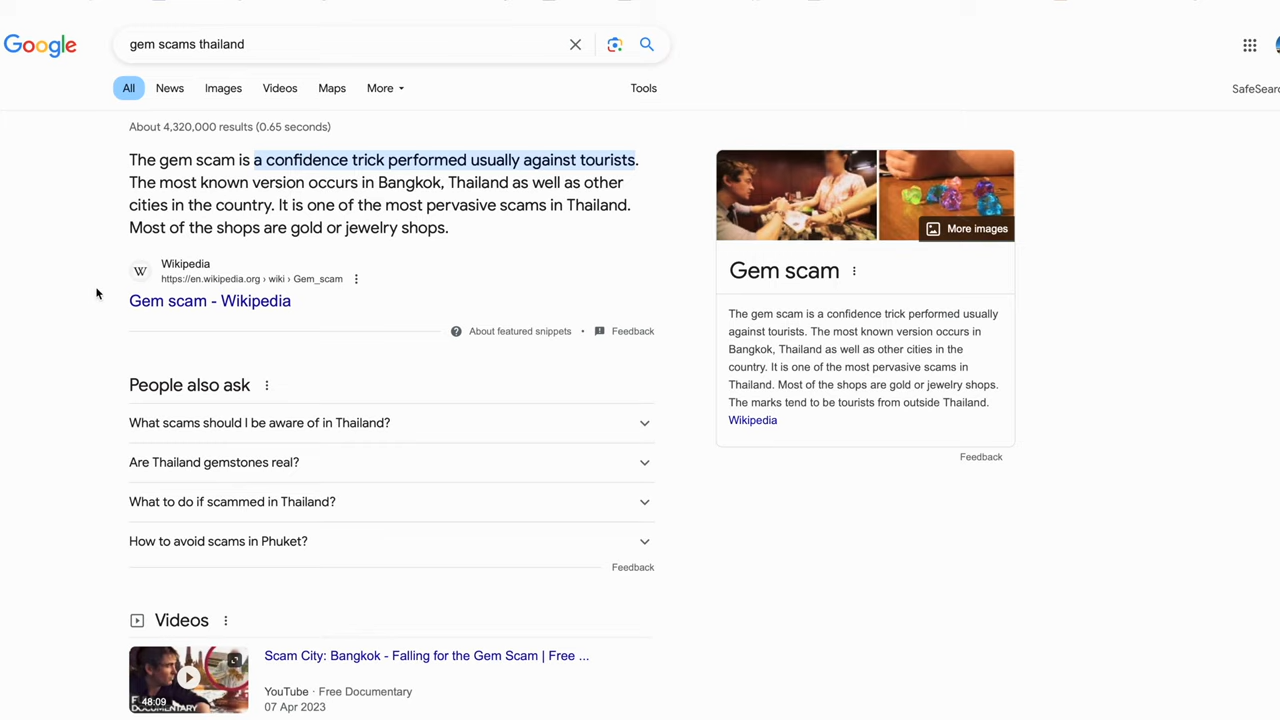 Google
gem scams thailand
All
News
Images
Videos
Maps
More
Tools
SafeSearc
About 4,320,000 results (0.65 seconds)
The gem scam is a confidence trick performed usually against tourists.
The most known version occurs in Bangkok, Thailand as well as other
cities in the country. It is one of the most pervasive scams in Thailand.
Most of the shops are gold or jewelry shops.
W
Wikipedia
https://en.wikipedia.org › wiki › Gem_scam
Gem scam - Wikipedia
About featured snippets • Feedback
People also ask
What scams should I be aware of in Thailand?
Are Thailand gemstones real?
What to do if scammed in Thailand?
How to avoid scams in Phuket?
Feedback
Videos
48:09
Scam City: Bangkok - Falling for the Gem Scam | Free ...
YouTube · Free Documentary
07 Apr 2023
More images
Gem scam
The gem scam is a confidence trick performed usually
against tourists. The most known version occurs in
Bangkok, Thailand as well as other cities in the
country. It is one of the most pervasive scams in
Thailand. Most of the shops are gold or jewelry shops.
The marks tend to be tourists from outside Thailand.
Wikipedia
Feedback